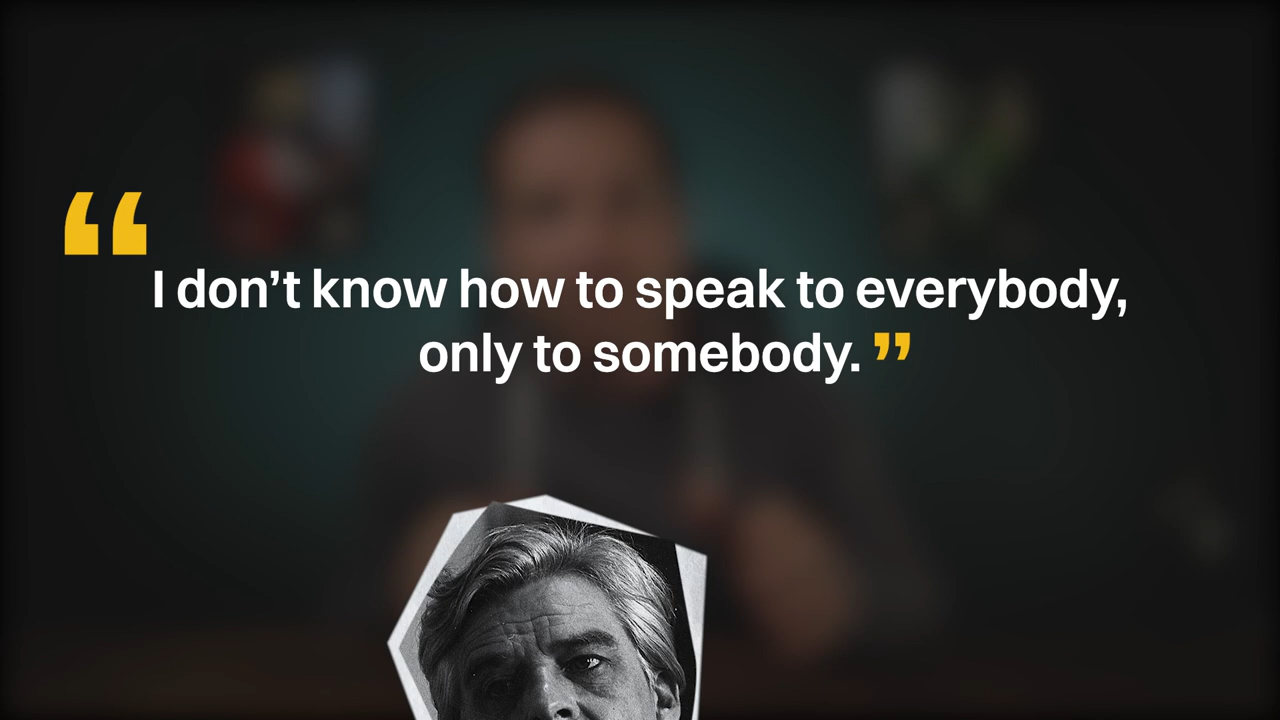 “I don’t know how to speak to everybody,
only to somebody.”